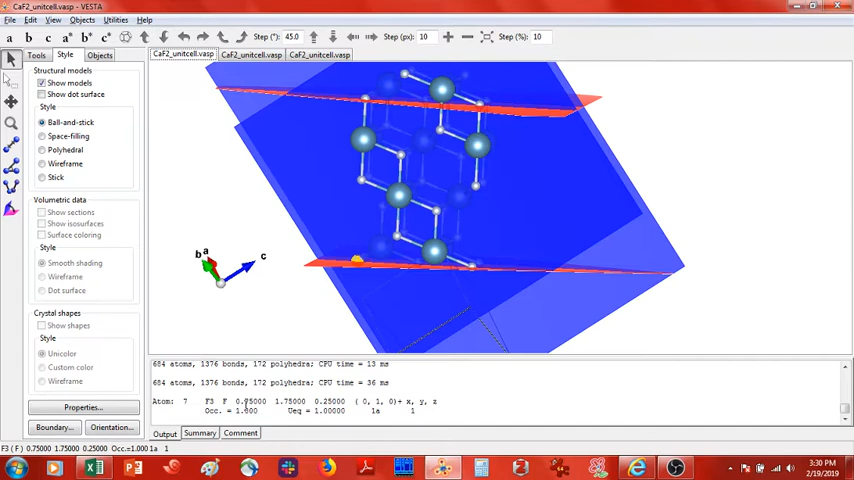 CaF2_unitcell.vasp
File Edit View Objects Utilities Help
a b c a* b* c* Step (°): 45.0 Step (px): 10 Step (%): 10
Tools Style Objects
CaF2_unitcell.vasp CaF2_unitcell.vasp CaF2_unitcell.vasp
Structural models
Show models
Show dot surface
Style
Ball-and-stick
Space-filling
Polyhedral
Wireframe
Stick
Volumetric data
Show sections
Show isosurfaces
Surface coloring
Style
Smooth shading
Wireframe
Dot surface
Crystal shapes
Show shapes
Style
Unicolor
Custom color
Wireframe
Properties...
Boundary... Orientation...
b a c
684 atoms, 1376 bonds, 172 polyhedra; CPU time = 13 ms
684 atoms, 1376 bonds, 172 polyhedra; CPU time = 36 ms
Atom: 7 F3 F 0.75000 1.75000 0.25000 ( 0, 1, 0)+ x, y, z
Occ. = 1.000 Ueq = 1.00000 1a 1
Output Summary Comment
F3 ( F) 0.75000 1.75000 0.25000 Occ.=1.000 1a 1
3:30 PM
2/19/2019